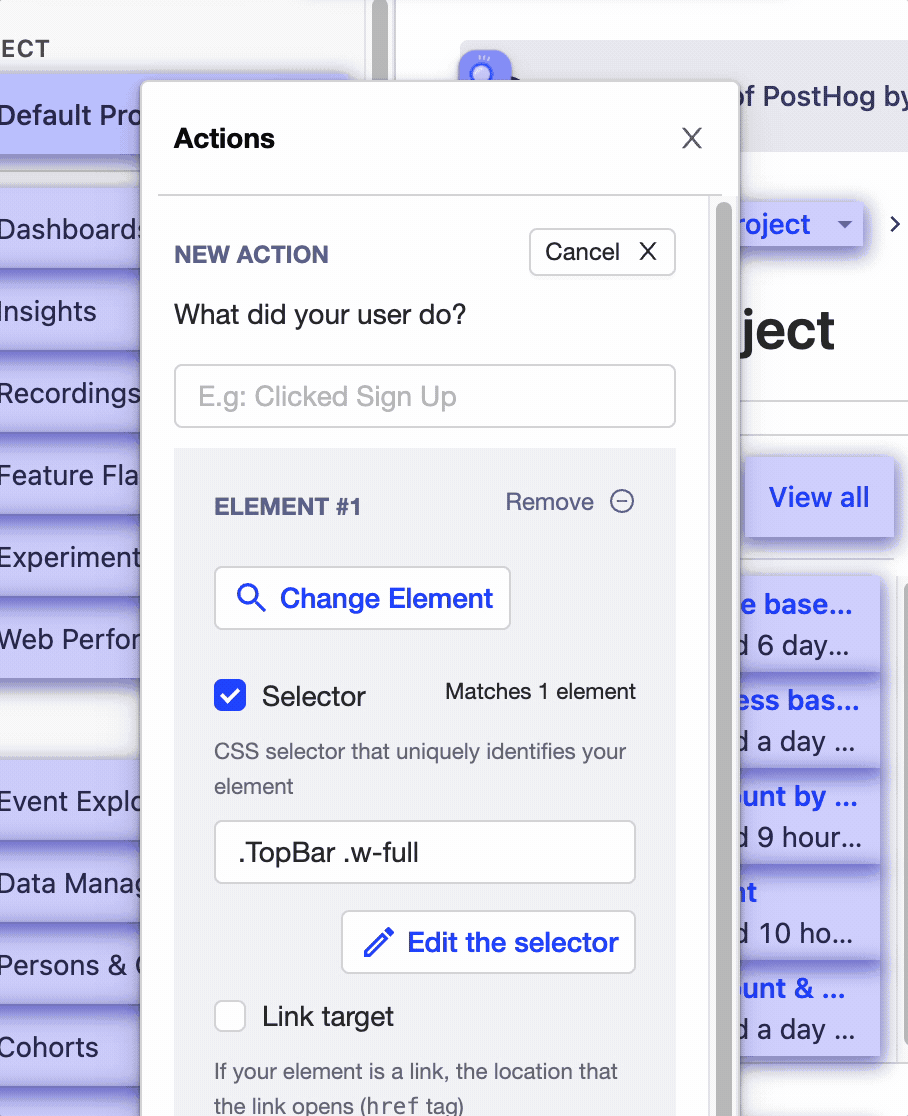 ECT
Default Pro
Dashboards
Insights
Recordings
Feature Fla
Experiment
Web Perfor
Event Explo
Data Manag
Persons &
Cohorts
Actions
NEW ACTION
Cancel X
What did your user do?
E.g: Clicked Sign Up
ELEMENT #1
Remove
Change Element
Selector
Matches 1 element
CSS selector that uniquely identifies your
element
.TopBar .w-full
Edit the selector
Link target
If your element is a link, the location that
the link opens (href tag)
of PostHog by
roject
ject
View all
e base...
d 6 day...
ess bas...
d a day ...
unt by ...
d 9 hour...
nt
d 10 ho...
unt & ...
d a day ...